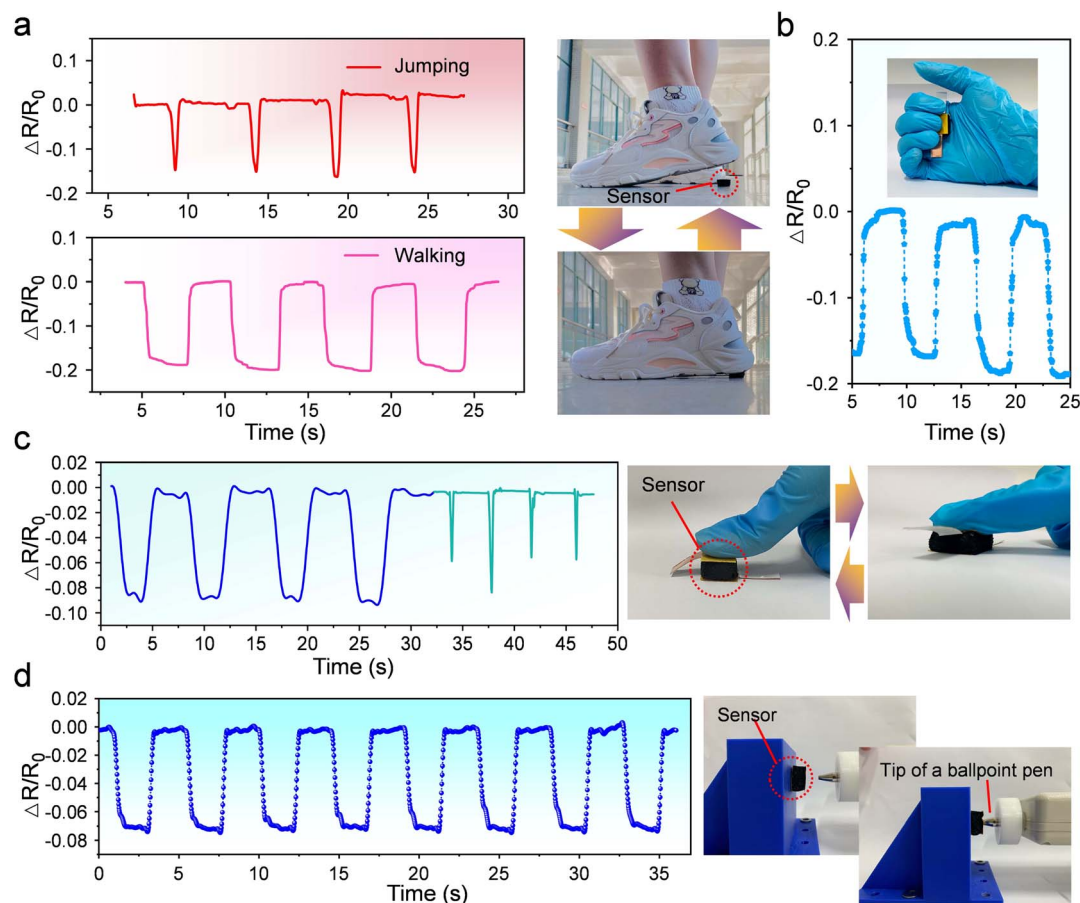 a
0.1
0.0
-0.1
-0.2
ΔR/R0
Jumping
5 10 15 20 25 30
0.1
0.0
-0.1
-0.2
ΔR/R0
Walking
5 10 15 20 25
Time (s)
Sensor
b
0.2
0.1
0.0
-0.1
-0.2
ΔR/R0
5 10 15 20 25
Time (s)
c
0.02
0.00
-0.02
-0.04
-0.06
-0.08
-0.10
ΔR/R0
0 5 10 15 20 25 30 35 40 45 50
Time (s)
Sensor
d
0.02
0.00
-0.02
-0.04
-0.06
-0.08
ΔR/R0
0 5 10 15 20 25 30 35
Time (s)
Sensor
Tip of a ballpoint pen